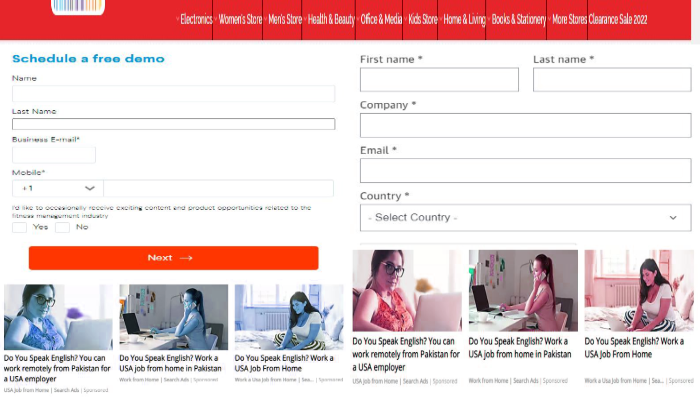 Electronics Women's Store Men's Store Health & Beauty Office & Media Kids Store Home & Living Books & Stationery More Stores Clearance Sale 2022
Schedule a free demo
Name
Last Name
Business E-mail*
Mobile*
+1
I'd like to occasionally receive exciting content and product opportunities related to the
fitness management industry
Yes No
Next →
First name * Last name *
Company *
Email *
Country *
- Select Country -
Do You Speak English? You can
work remotely from Pakistan for
a USA employer
USA Job from Home | Search Ads | Sponsored
Do You Speak English? Work a
USA job from home in Pakistan
Work from Home | Search Ads | Sponsored
Do You Speak English? Work a
USA Job From Home
Work a Usa Job from Home | Sea... | Sponsored
Do You Speak English? You can
work remotely from Pakistan for
a USA employer
USA Job from Home | Search Ads | Sponsored
Do You Speak English? Work a
USA job from home in Pakistan
Work from Home | Search Ads | Sponsored
Do You Speak English? Work a
USA Job From Home
Work a Usa Job from Home | Sea... | Sponsored